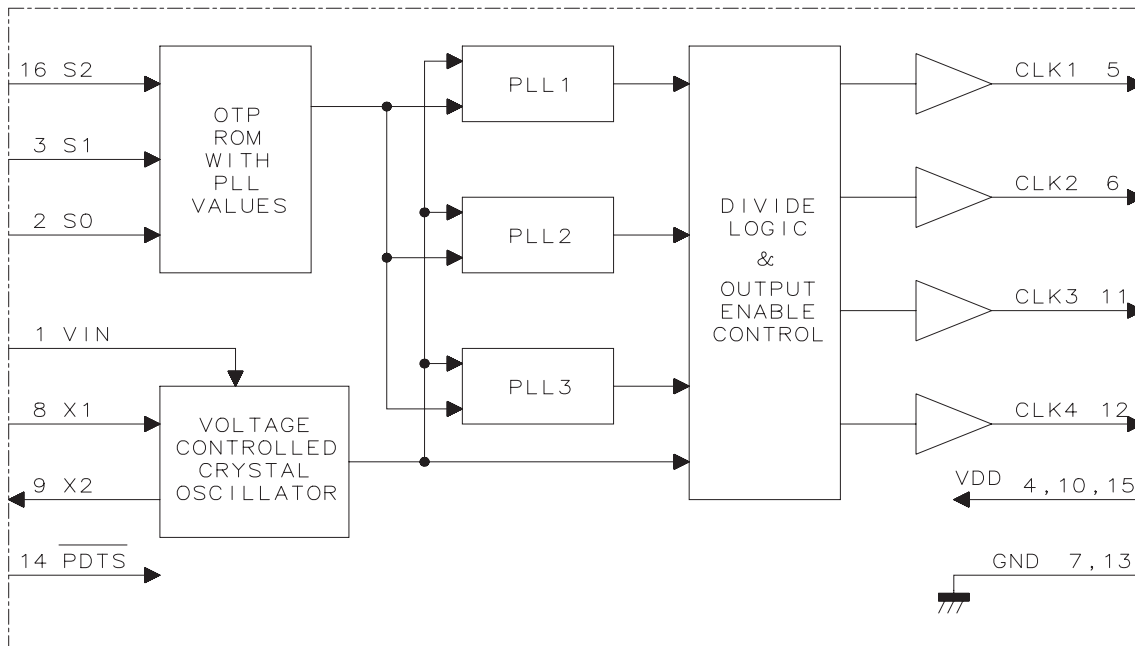 16 S2
3 S1
2 S0
OTP
ROM
WITH
PLL
VALUES
1 VIN
8 X1
9 X2
14 PDTS
VOLTAGE
CONTROLLED
CRYSTAL
OSCILLATOR
PLL1
PLL2
PLL3
DIVIDE
LOGIC
&
OUTPUT
ENABLE
CONTROL
CLK1 5
CLK2 6
CLK3 11
CLK4 12
VDD 4,10,15
GND 7,13